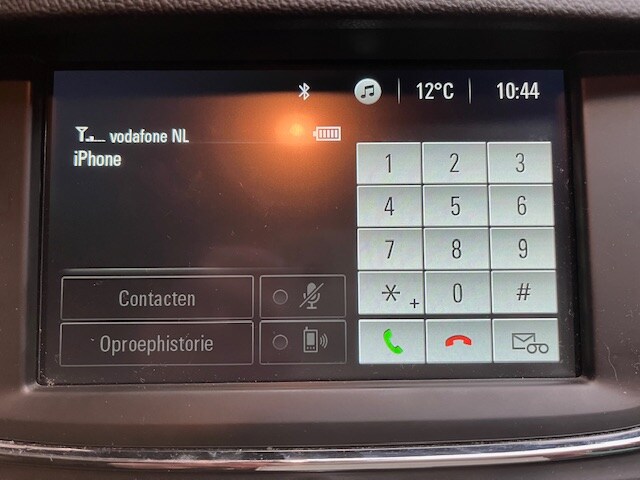 12°C 10:44
vodafone NL
iPhone
1 2 3
4 5 6
7 8 9
*+ 0 #
Contacten
Oproephistorie